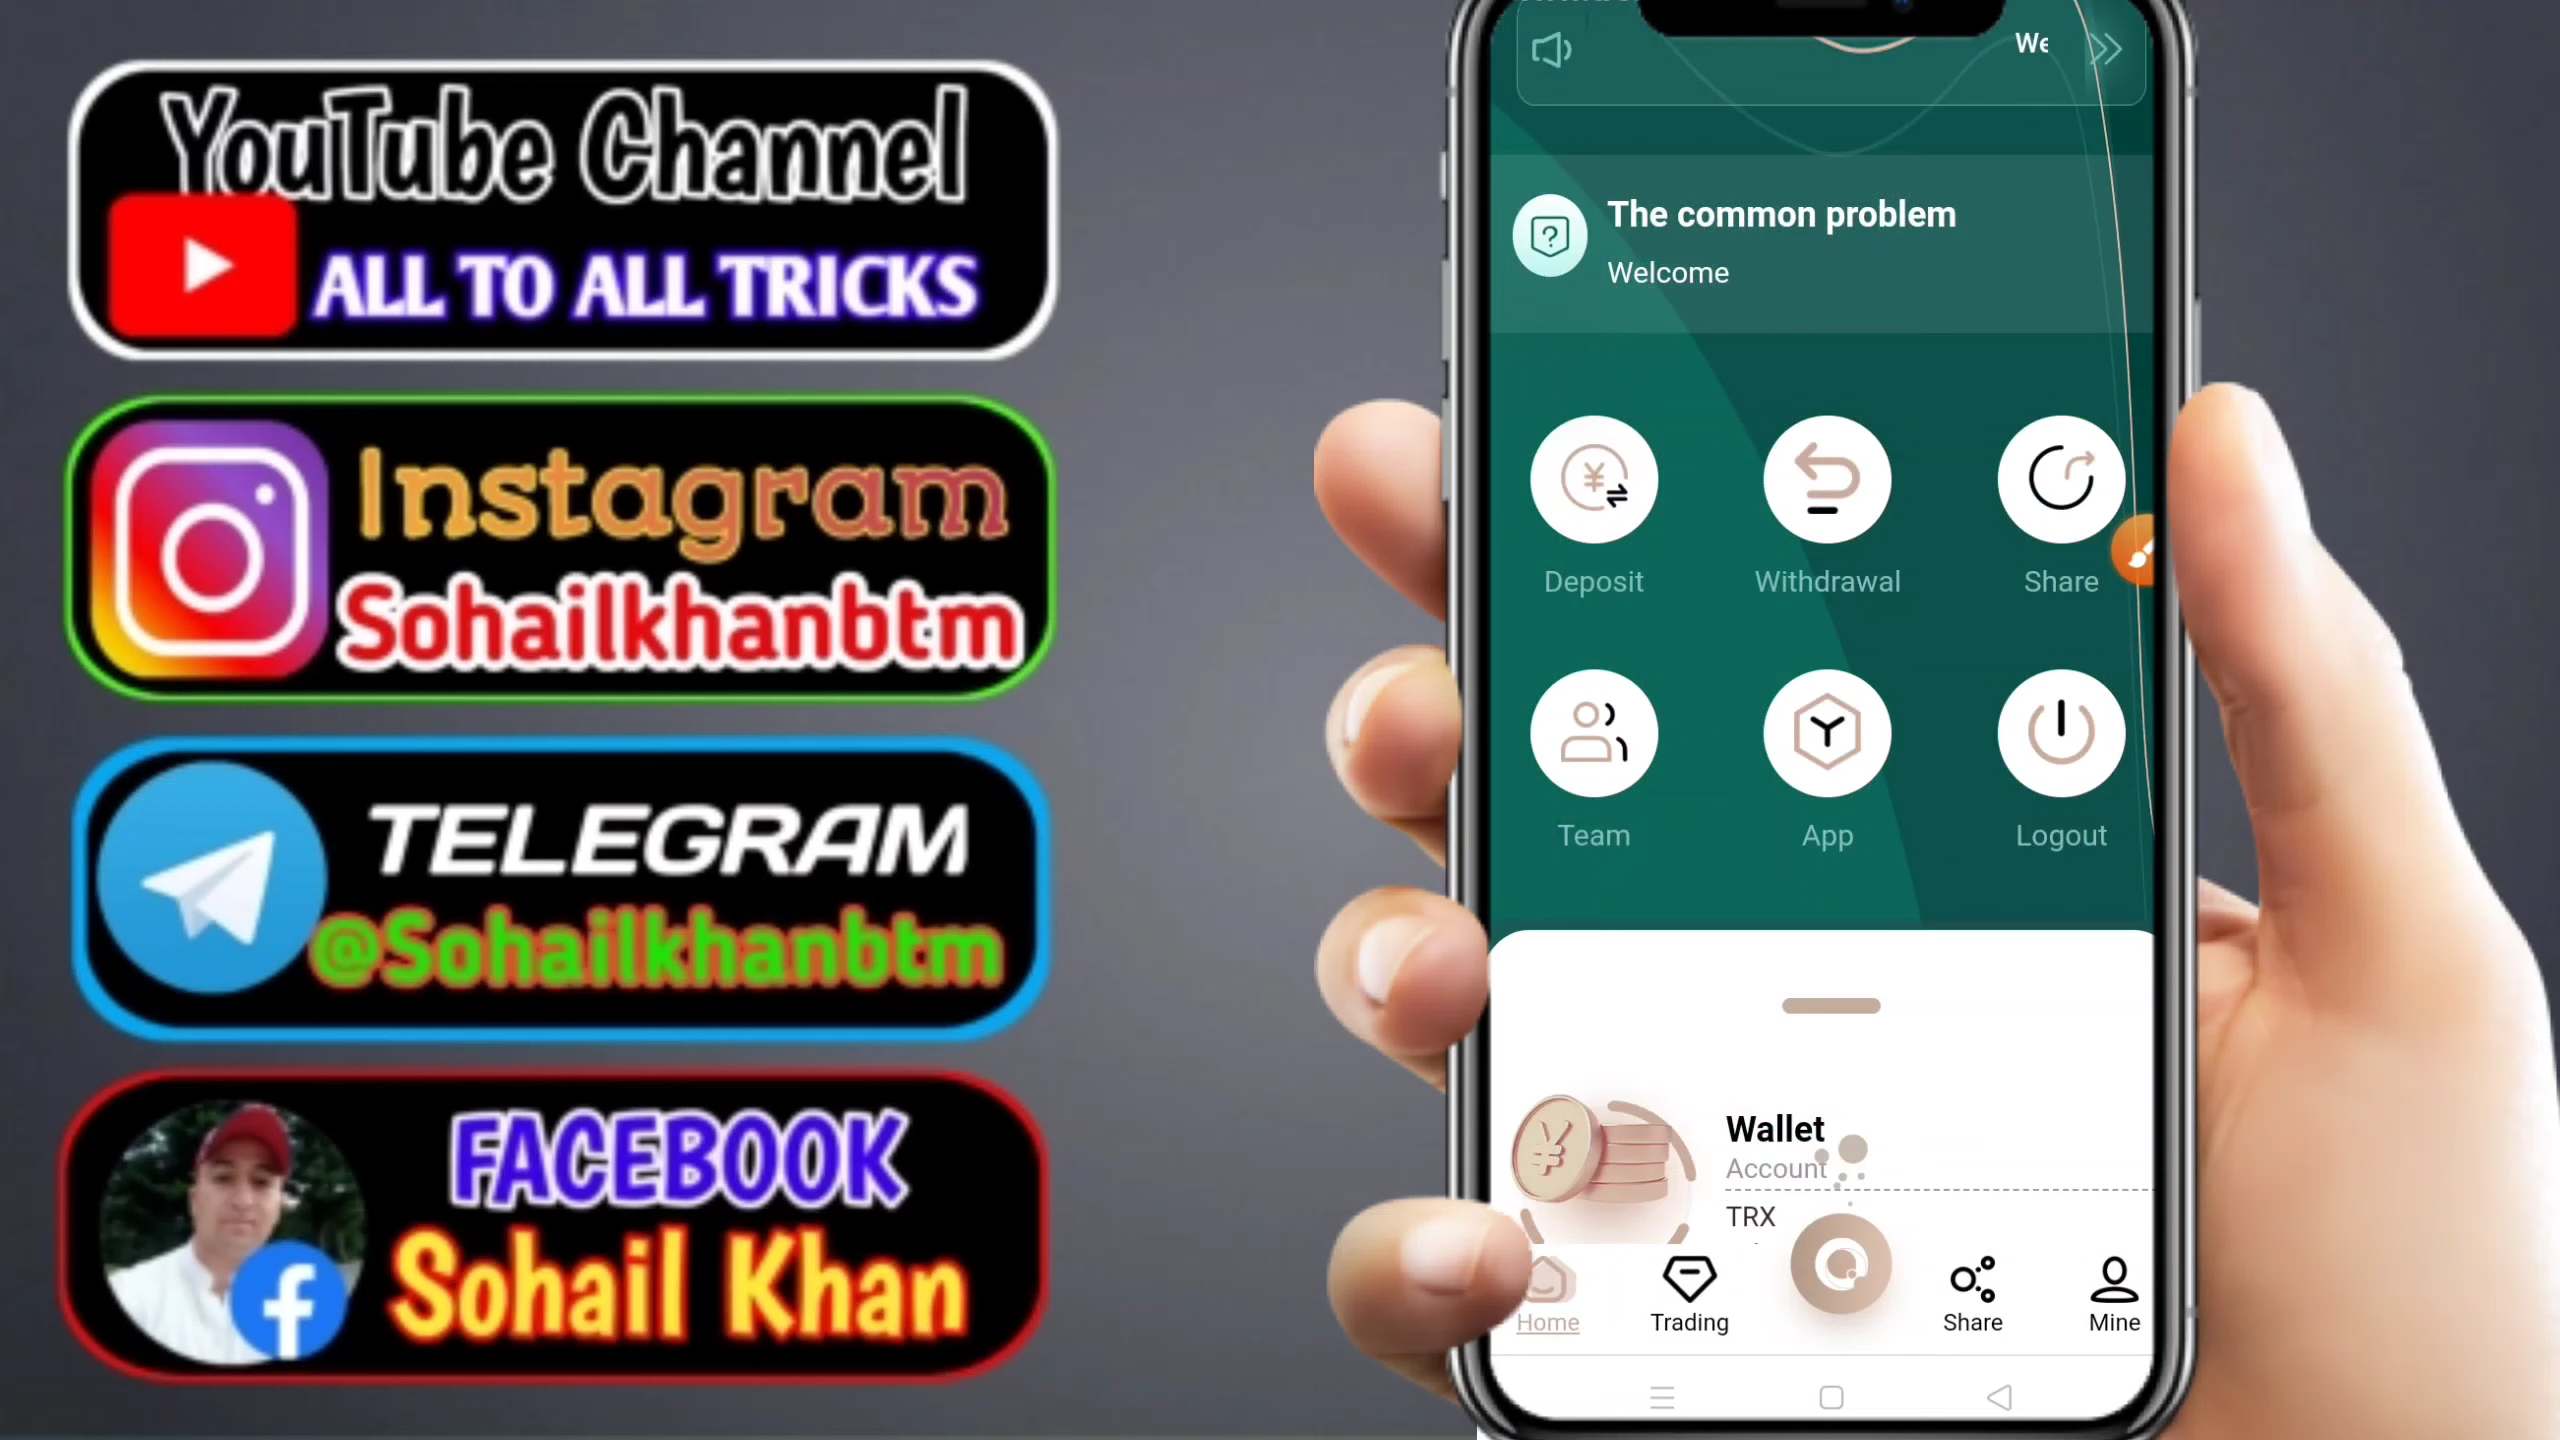 YouTube Channel
ALL TO ALL TRICKS
Instagram
Sohailkhanbtm
TELEGRAM
@Sohailkhanbtm
FACEBOOK
Sohail Khan
The common problem
Welcome
Deposit
Withdrawal
Share
Team
App
Logout
Wallet
Account
TRX
Home
Trading
Share
Mine